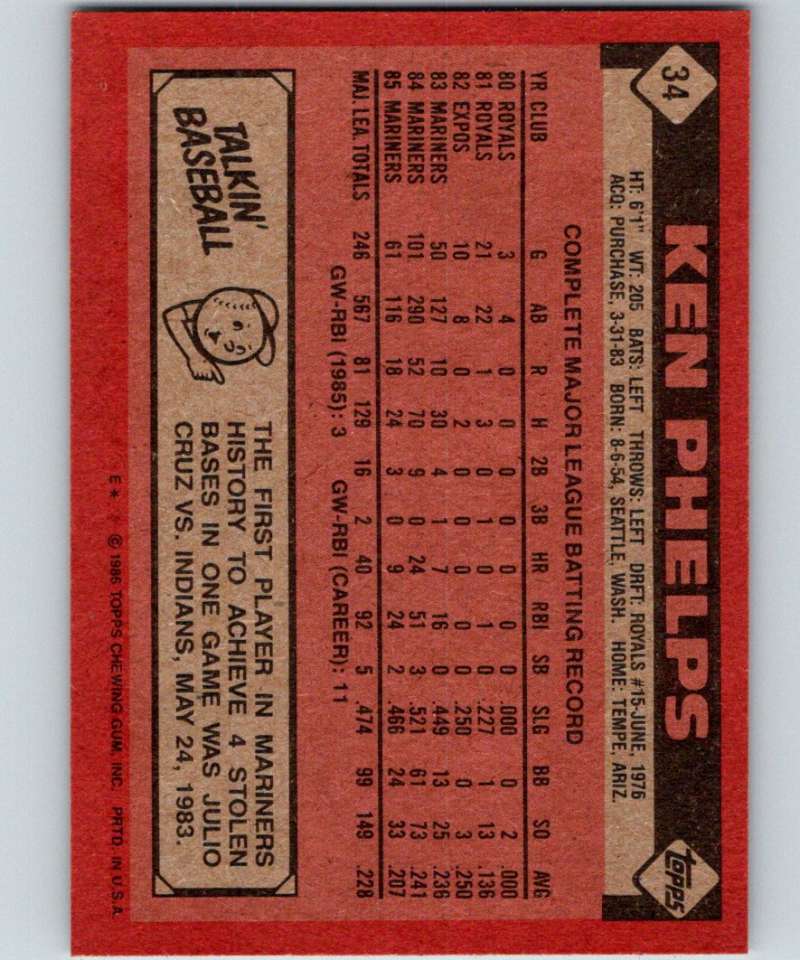 34
KEN PHELPS
topps
HT: 6'1" WT: 205 BATS: LEFT THROWS: LEFT DRFT: ROYALS #15-JUNE, 1976
ACQ: PURCHASE, 3-31-83 BORN: 8-6-54, SEATTLE, WASH. HOME: TEMPE, ARIZ.
COMPLETE MAJOR LEAGUE BATTING RECORD
YR CLUB G AB R H 2B 3B HR RBI SB SLG BB SO AVG
80 ROYALS 3 4 0 0 0 0 0 0 0 .000 0 2 .000
81 ROYALS 21 22 1 3 0 1 0 1 0 .227 1 13 .136
82 EXPOS 10 8 0 2 0 0 0 0 0 .250 0 3 .250
83 MARINERS 50 127 10 30 4 1 7 16 0 .449 13 25 .236
84 MARINERS 101 290 52 70 9 0 24 51 3 .521 61 73 .241
85 MARINERS 61 116 18 24 3 0 9 24 2 .466 24 33 .207
MAJ. LEA. TOTALS 246 567 81 129 16 2 40 92 5 .474 99 149 .228
GW-RBI (1985): 3 GW-RBI (CAREER): 11
TALKIN'
BASEBALL
THE FIRST PLAYER IN MARINERS
HISTORY TO ACHIEVE 4 STOLEN
BASES IN ONE GAME WAS JULIO
CRUZ VS. INDIANS, MAY 24, 1983.
E* © 1986 TOPPS CHEWING GUM, INC. PRTD. IN U.S.A.